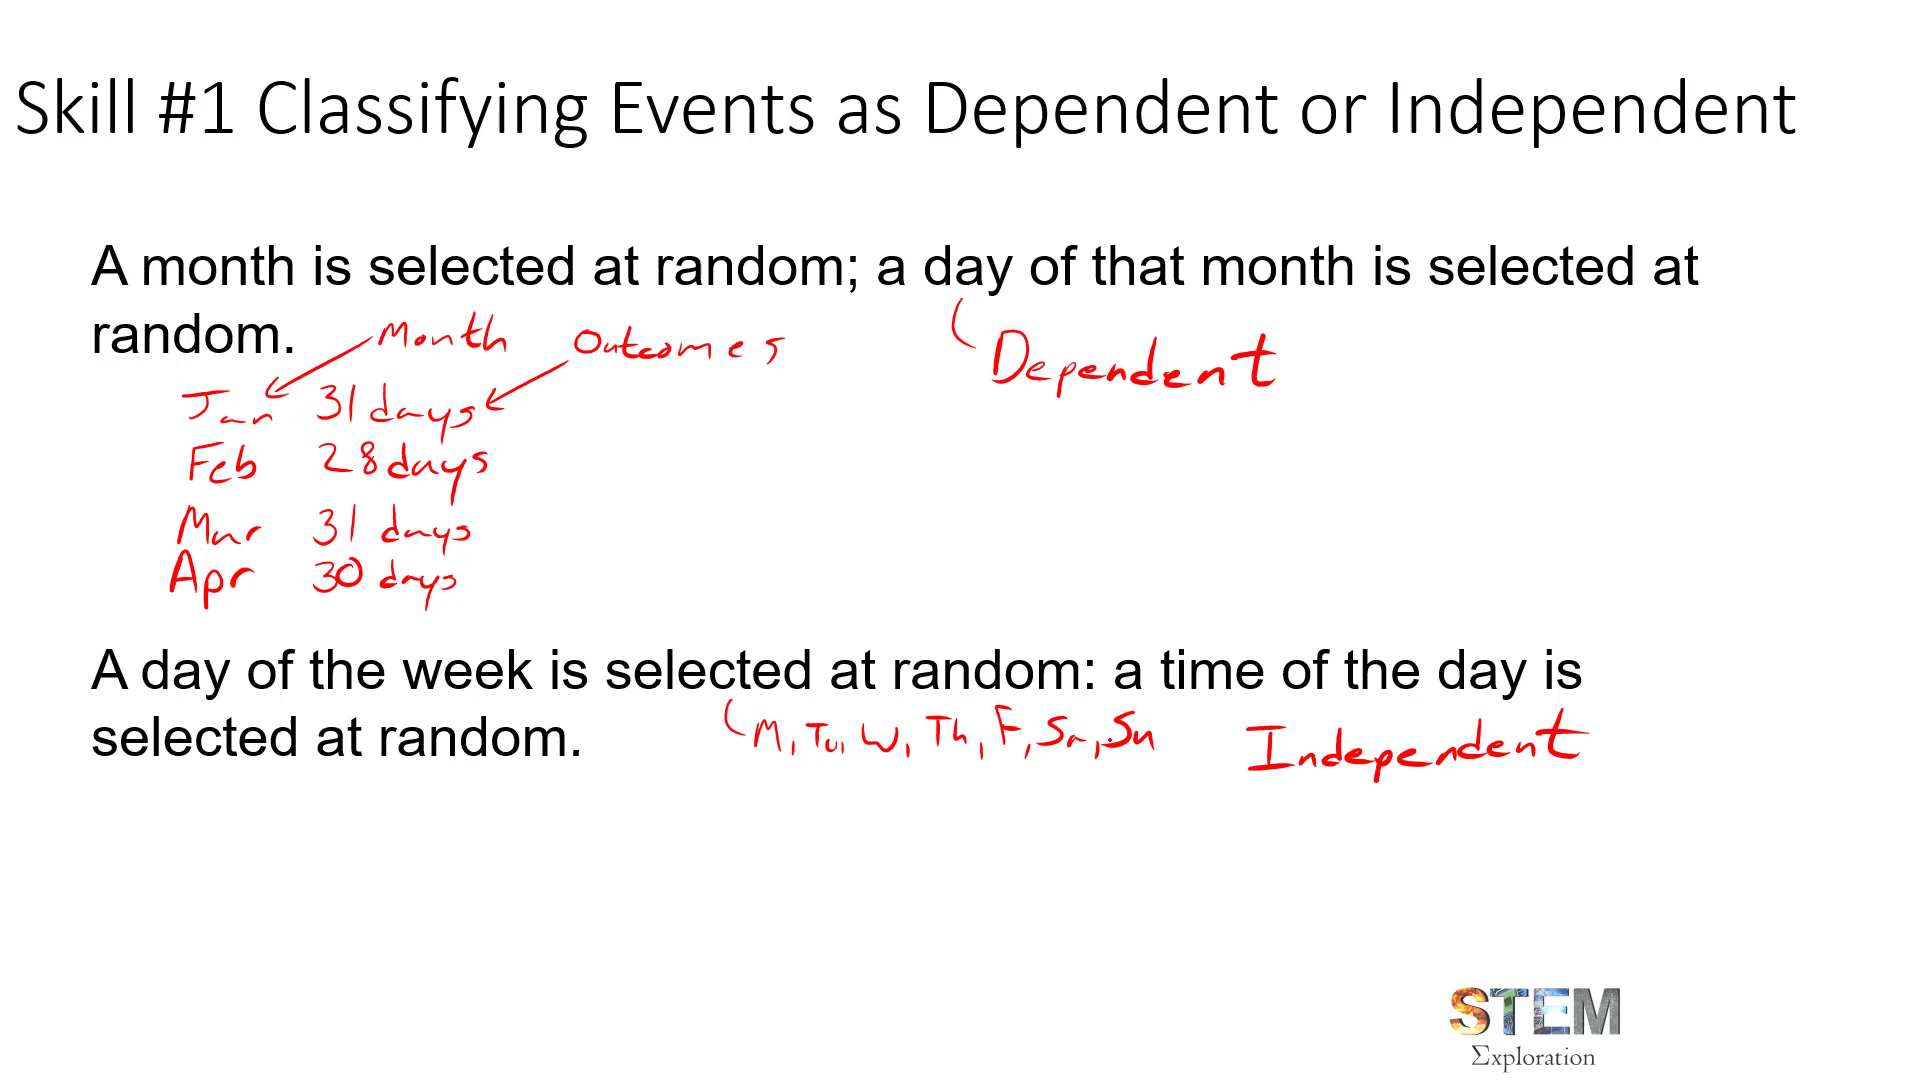 Skill #1 Classifying Events as Dependent or Independent
A month is selected at random; a day of that month is selected at
random.
Month Outcomes
Dependent
Jan 31 days
Feb 28 days
Mar 31 days
Apr 30 days
A day of the week is selected at random: a time of the day is
selected at random.
M, Tu, W, Th, F, Sa, Su
Independent
STEM
Σxploration